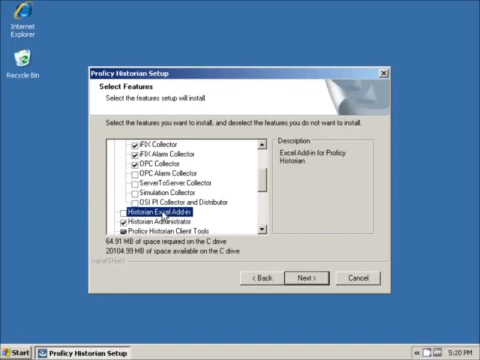 Internet
Explorer
Recycle Bin
Proficy Historian Setup
Select Features
Select the features setup will install.
Select the features you want to install, and deselect the features you do not want to install.
iFIX Collector
iFIX Alarm Collector
OPC Collector
OPC Alarm Collector
ServerToServer Collector
Simulation Collector
OSI PI Collector and Distributor
Historian Excel Add-in
Historian Administrator
Proficy Historian Client Tools
Description
Excel Add-in for Proficy
Historian
64.91 MB of space required on the C drive
20104.99 MB of space available on the C drive
InstallShield
< Back
Next >
Cancel
Start
Proficy Historian Setup
«
5:20 PM